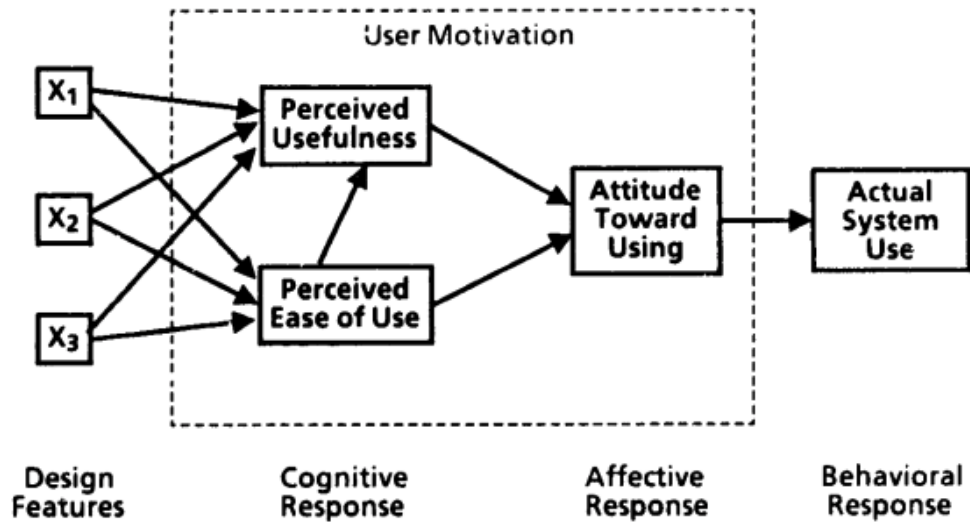 User Motivation
X1
Perceived
Usefulness
X2
Attitude
Toward
Using
Actual
System
Use
X3
Perceived
Ease of Use
Design
Features
Cognitive
Response
Affective
Response
Behavioral
Response